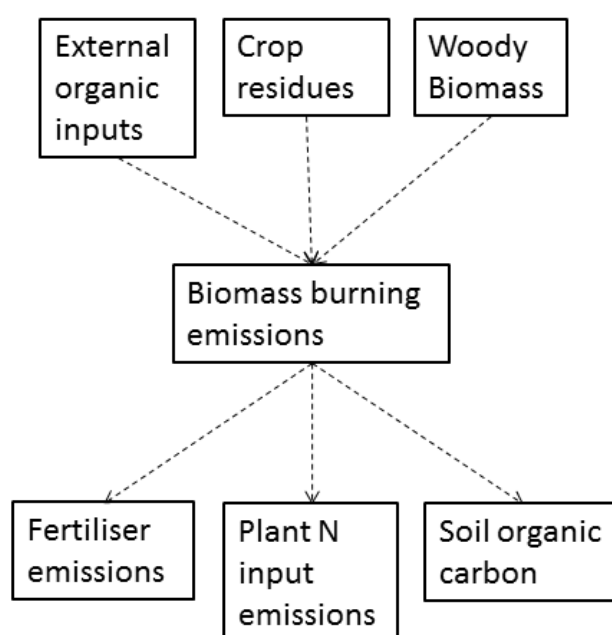 External
organic
inputs
Crop
residues
Woody
Biomass
Biomass burning
emissions
Fertiliser
emissions
Plant N
input
emissions
Soil organic
carbon